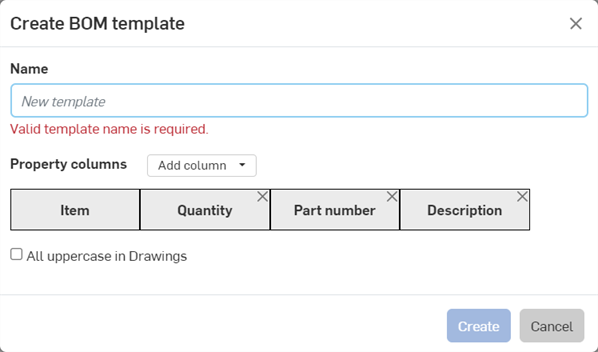 Create BOM template
Name
New template
Valid template name is required.
Property columns Add column
Item Quantity Part number Description
All uppercase in Drawings
Create Cancel